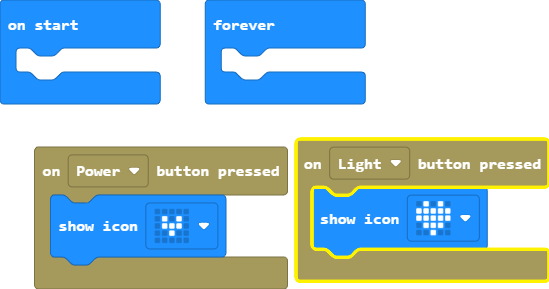 on start
forever
on Power button pressed
show icon
on Light button pressed
show icon